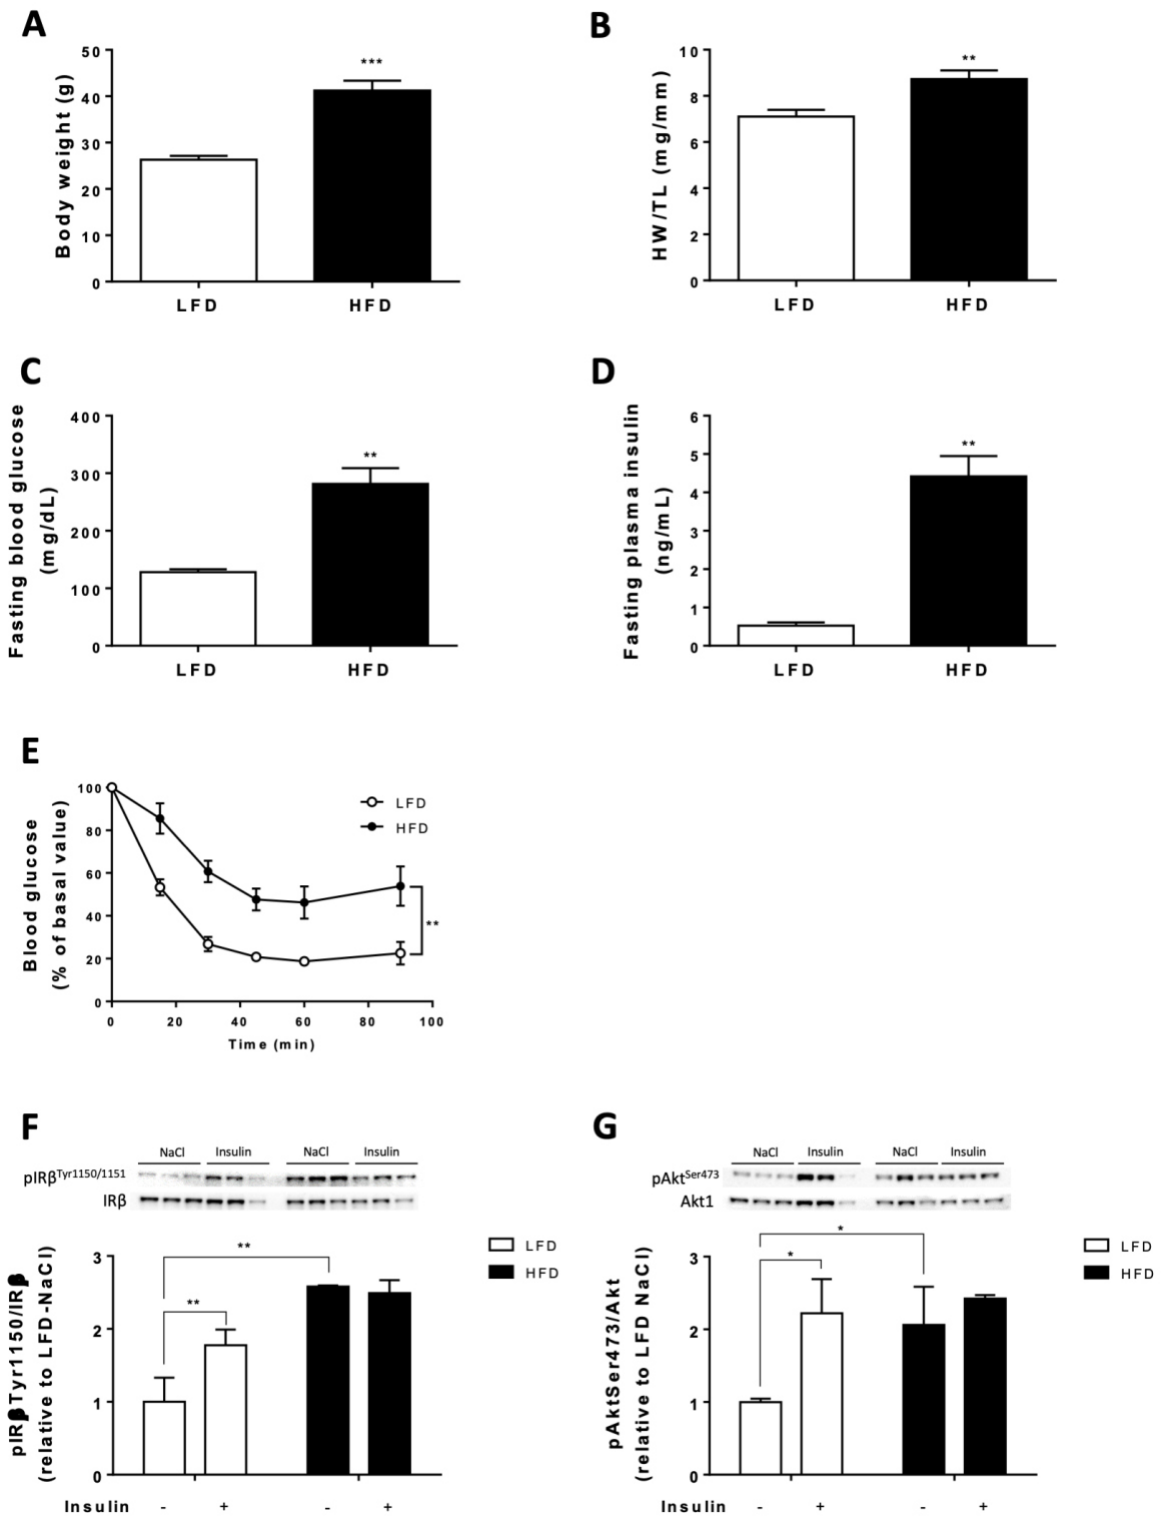 A
Body weight (g)
50
40
30
20
10
0
***
LFD HFD
B
HW/TL (mg/mm)
10
8
6
4
2
0
**
LFD HFD
C
Fasting blood glucose
(mg/dL)
400
300
200
100
0
**
LFD HFD
D
Fasting plasma insulin
(ng/mL)
6
5
4
3
2
1
0
**
LFD HFD
E
Blood glucose
(% of basal value)
100
80
60
40
20
0
LFD
HFD
**
0 20 40 60 80 100
Time (min)
F
NaCl Insulin NaCl Insulin
pIRβTyr1150/1151
IRβ
pIRβTyr1150/IRβ
(relative to LFD-NaCl)
3
2
1
0
**
**
LFD
HFD
Insulin - + - +
G
NaCl Insulin NaCl Insulin
pAktSer473
Akt1
pAktSer473/Akt
(relative to LFD NaCl)
3
2
1
0
*
*
LFD
HFD
Insulin - + - +